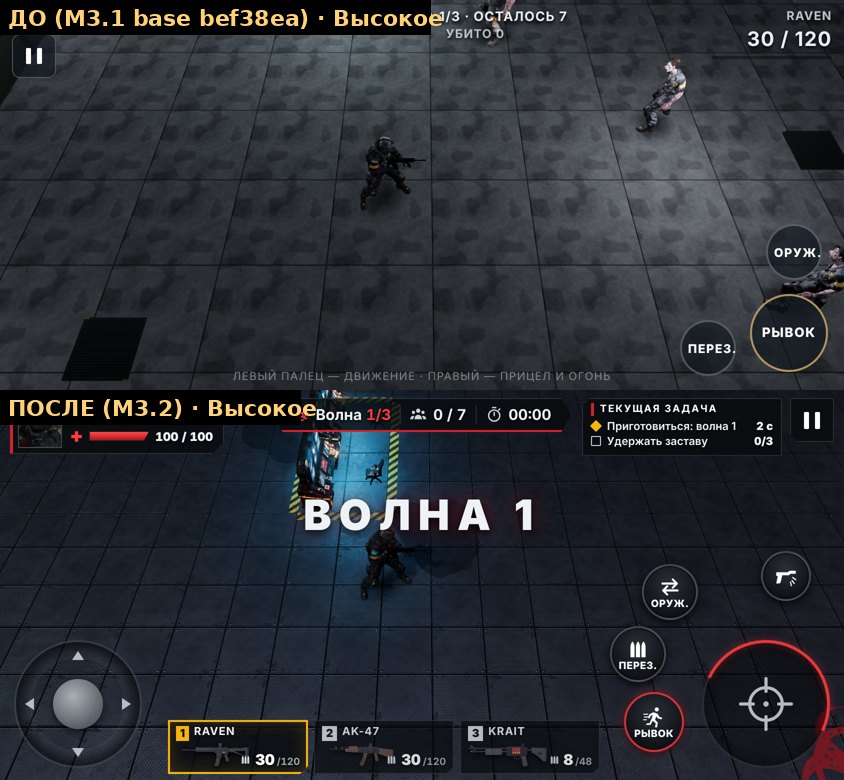 ДО (М3.1 base bef38ea) · Высокое
1/3 · ОСТАЛОСЬ 7
УБИТО 0
RAVEN
30 / 120
ОРУЖ.
РЫВОК
ПЕРЕЗ.
ЛЕВЫЙ ПАЛЕЦ — ДВИЖЕНИЕ · ПРАВЫЙ — ПРИЦЕЛ И ОГОНЬ
ПОСЛЕ (М3.2) · Высокое
100 / 100
Волна 1/3
0 / 7
00:00
ТЕКУЩАЯ ЗАДАЧА
Приготовиться: волна 1 2 с
Удержать заставу 0/3
ВОЛНА 1
ОРУЖ.
ПЕРЕЗ.
РЫВОК
1 RAVEN
30 /120
2 AK-47
30 /120
3 KRAIT
8 /48